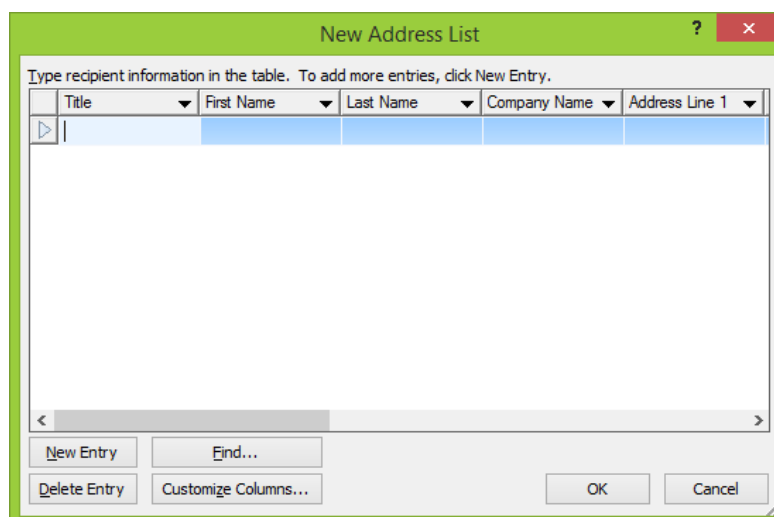 New Address List
?
Type recipient information in the table. To add more entries, click New Entry.
Title First Name Last Name Company Name Address Line 1
New Entry Find...
Delete Entry Customize Columns... OK Cancel